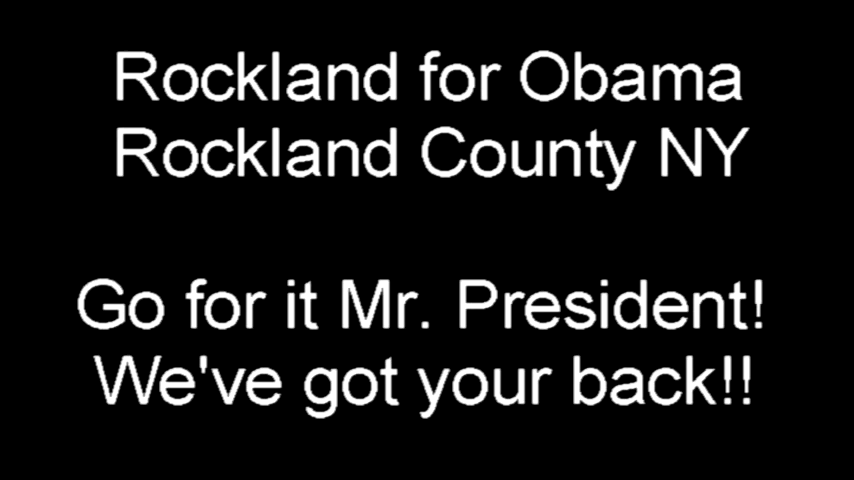 Rockland for Obama
Rockland County NY
Go for it Mr. President!
We've got your back!!